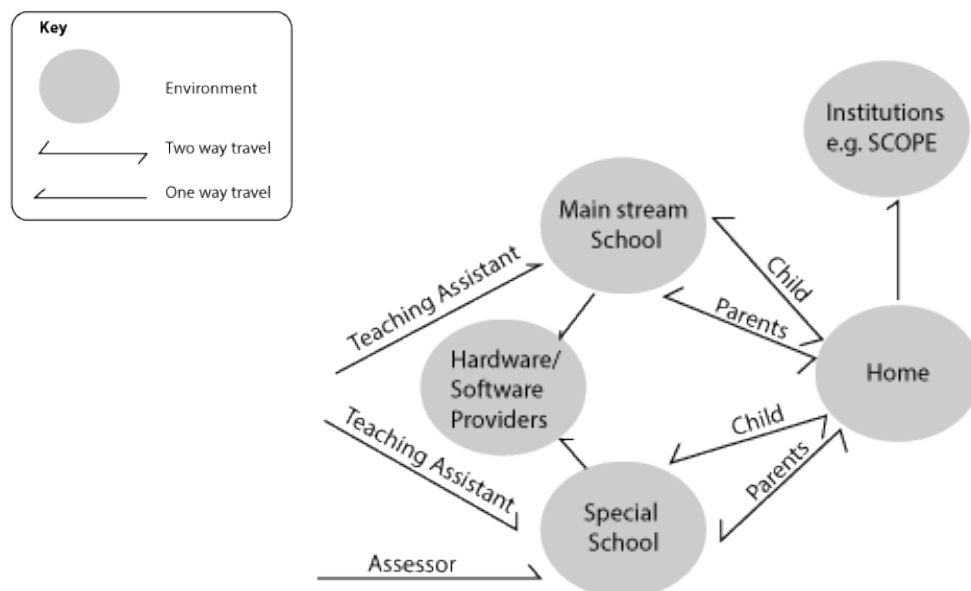 Key
Environment
Two way travel
One way travel
Institutions
e.g. SCOPE
Main stream
School
Teaching Assistant
Child
Parents
Hardware/
Software
Providers
Home
Teaching Assistant
Child
Parents
Special
School
Assessor